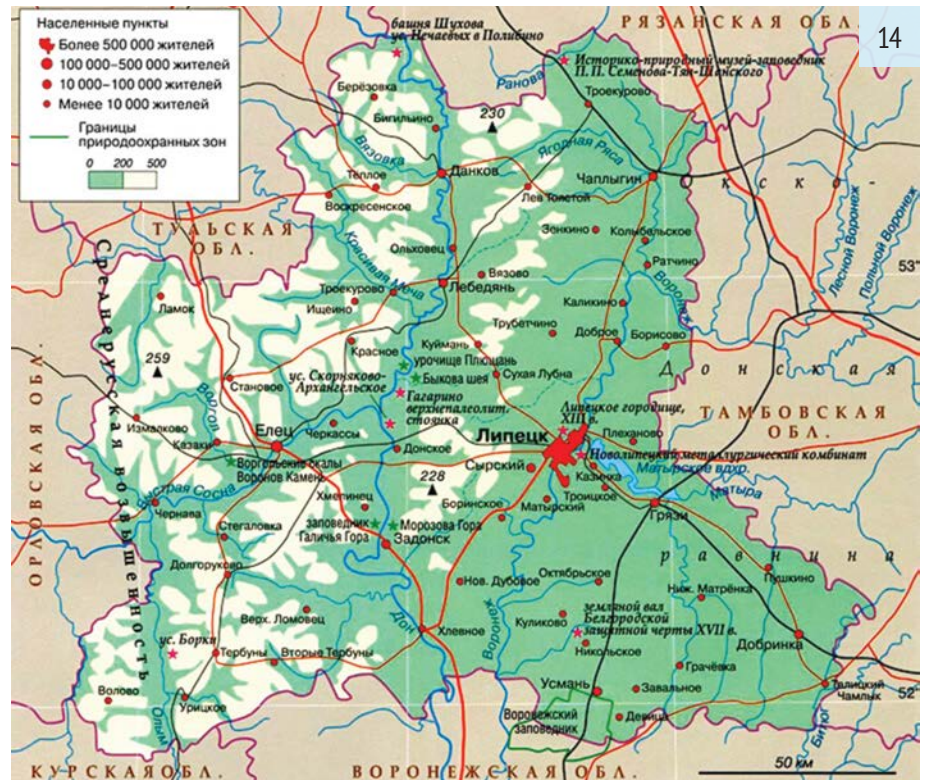 14
Населенные пункты
Более 500 000 жителей
100 000–500 000 жителей
10 000–100 000 жителей
Менее 10 000 жителей
Границы
природоохранных зон
0 200 500
башня Шухова
ус. Нечаевых в Полибино
РЯЗАНСКАЯ ОБЛ.
Историко-природный музей-заповедник
П. П. Семенова-Тян-Шанского
Ранова
Троекурово
Берёзовка
Бигильино
230
Вязовка
Ягодная Ряса
Тёплое
Данков
Чаплыгин
Окско-
Воскресенское
Лев Толстой
ТУЛЬСКАЯ
ОБЛ.
Зенкино
Колыбельское
Лесной Воронеж
Польной Воронеж
Ольховец
Ратчино
53°
Красивая Меча
Вязово
Воронеж
Среднерусская возвышенность
Троекурово
Лебедянь
Ламок
Ищеино
Каликино
Трубетчино
Доброе
Борисово
Красное
Куймань
259
урочище Плющань
Донская
Становое
ус. Скорняково-
Архангельское
Быкова шея
Сухая Лубна
Воргол
Гагарино
верхнепалеолит.
стоянка
Липецкое городище,
XIII в.
ТАМБОВСКАЯ
ОБЛ.
ОРЛОВСКАЯ ОБЛ.
Измалково
Елец
Черкассы
Липецк
Плеханово
Казаки
Донское
Новолипецкий металлургический комбинат
Воргольские скалы
Воронов Камень
Сырский
Матырское вдхр.
228
Казинка
Матыра
Быстрая Сосна
Хмелинец
Троицкое
Чернава
Боринское
Матырский
Грязи
Стегаловка
заповедник
Галичья Гора
Морозова Гора
Задонск
равнина
Долгоруково
Нов. Дубовое
Октябрьское
Пушкино
Ниж. Матрёнка
Верх. Ломовец
Дон
Воронеж
Куликово
земляной вал
Белгородской
защитной черты XVII в.
Хлевное
ус. Борки
Никольское
Добринка
Тербуны
Вторые Тербуны
Грачёвка
Волово
Усмань
Завальное
Талицкий
Чамлык
52°
Урицкое
Воровежский
заповедник
Девица
Олым
Битюг
50 км
КУРСКАЯ ОБЛ.
ВОРОНЕЖСКАЯ ОБЛ.